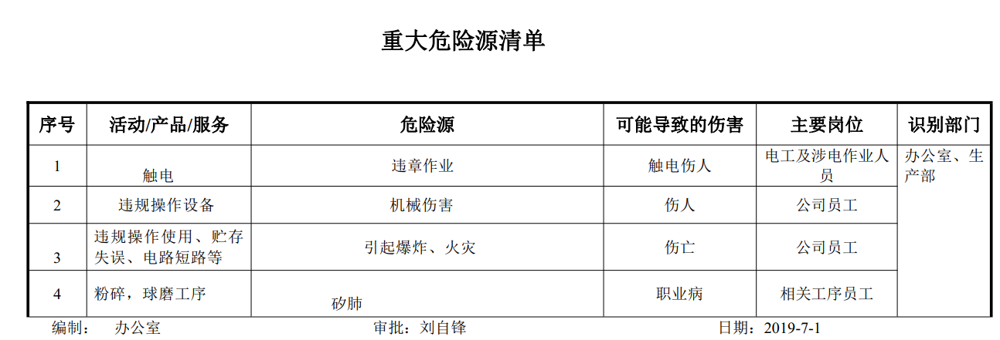 重大危险源清单
序号 活动/产品/服务 危险源 可能导致的伤害 主要岗位 识别部门
1 触电 违章作业 触电伤人 电工及涉电作业人员 办公室、生产部
2 违规操作设备 机械伤害 伤人 公司员工
3 违规操作使用、贮存失误、电路短路等 引起爆炸、火灾 伤亡 公司员工
4 粉碎，球磨工序 矽肺 职业病 相关工序员工
编制： 办公室 审批：刘自锋 日期：2019-7-1